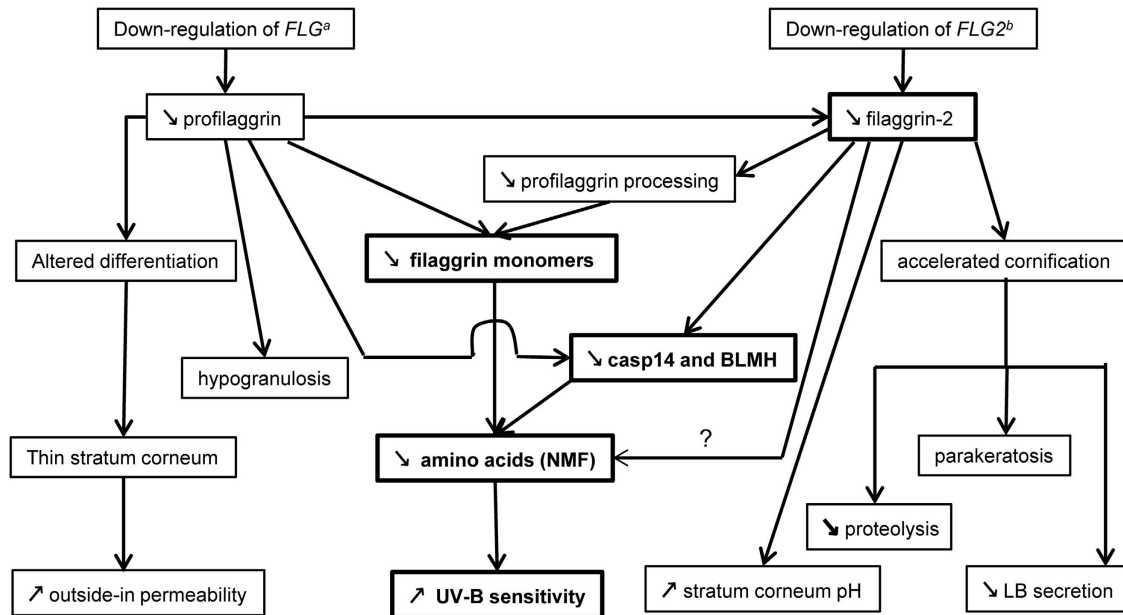 Down-regulation of FLGᵃ
Down-regulation of FLG2ᵇ
↘ profilaggrin
↘ filaggrin-2
↘ profilaggrin processing
Altered differentiation
↘ filaggrin monomers
accelerated cornification
hypogranulosis
↘ casp14 and BLMH
Thin stratum corneum
↘ amino acids (NMF)
?
parakeratosis
↘ proteolysis
↗ outside-in permeability
↗ UV-B sensitivity
↗ stratum corneum pH
↘ LB secretion